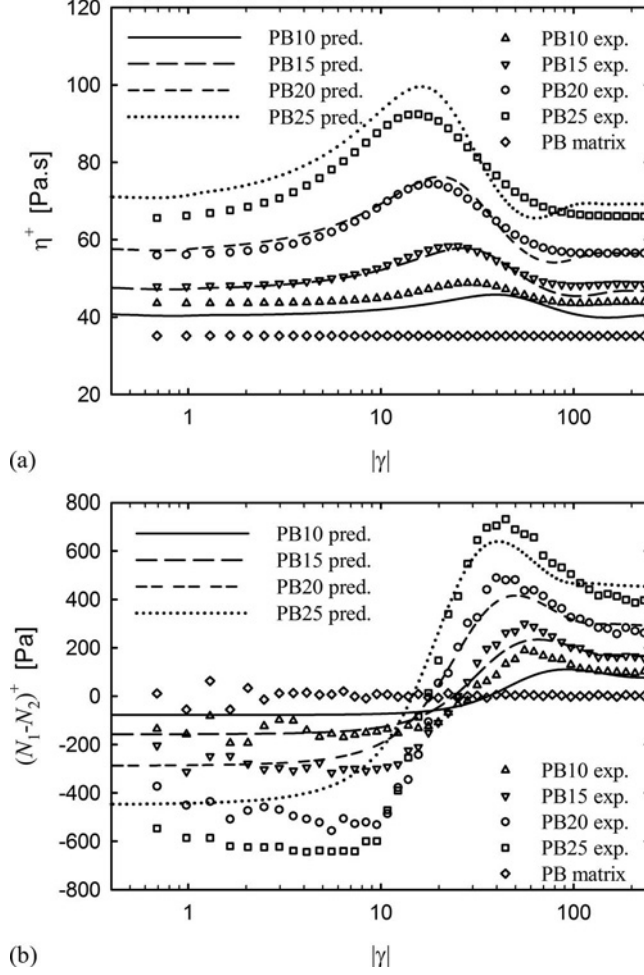 120
100
80
60
40
20
η⁺ [Pa.s]
PB10 pred.
PB15 pred.
PB20 pred.
PB25 pred.
PB10 exp.
PB15 exp.
PB20 exp.
PB25 exp.
PB matrix
1 10 100
(a) |γ|
800
600
400
200
0
-200
-400
-600
-800
(N₁-N₂)⁺ [Pa]
PB10 pred.
PB15 pred.
PB20 pred.
PB25 pred.
PB10 exp.
PB15 exp.
PB20 exp.
PB25 exp.
PB matrix
1 10 100
(b) |γ|